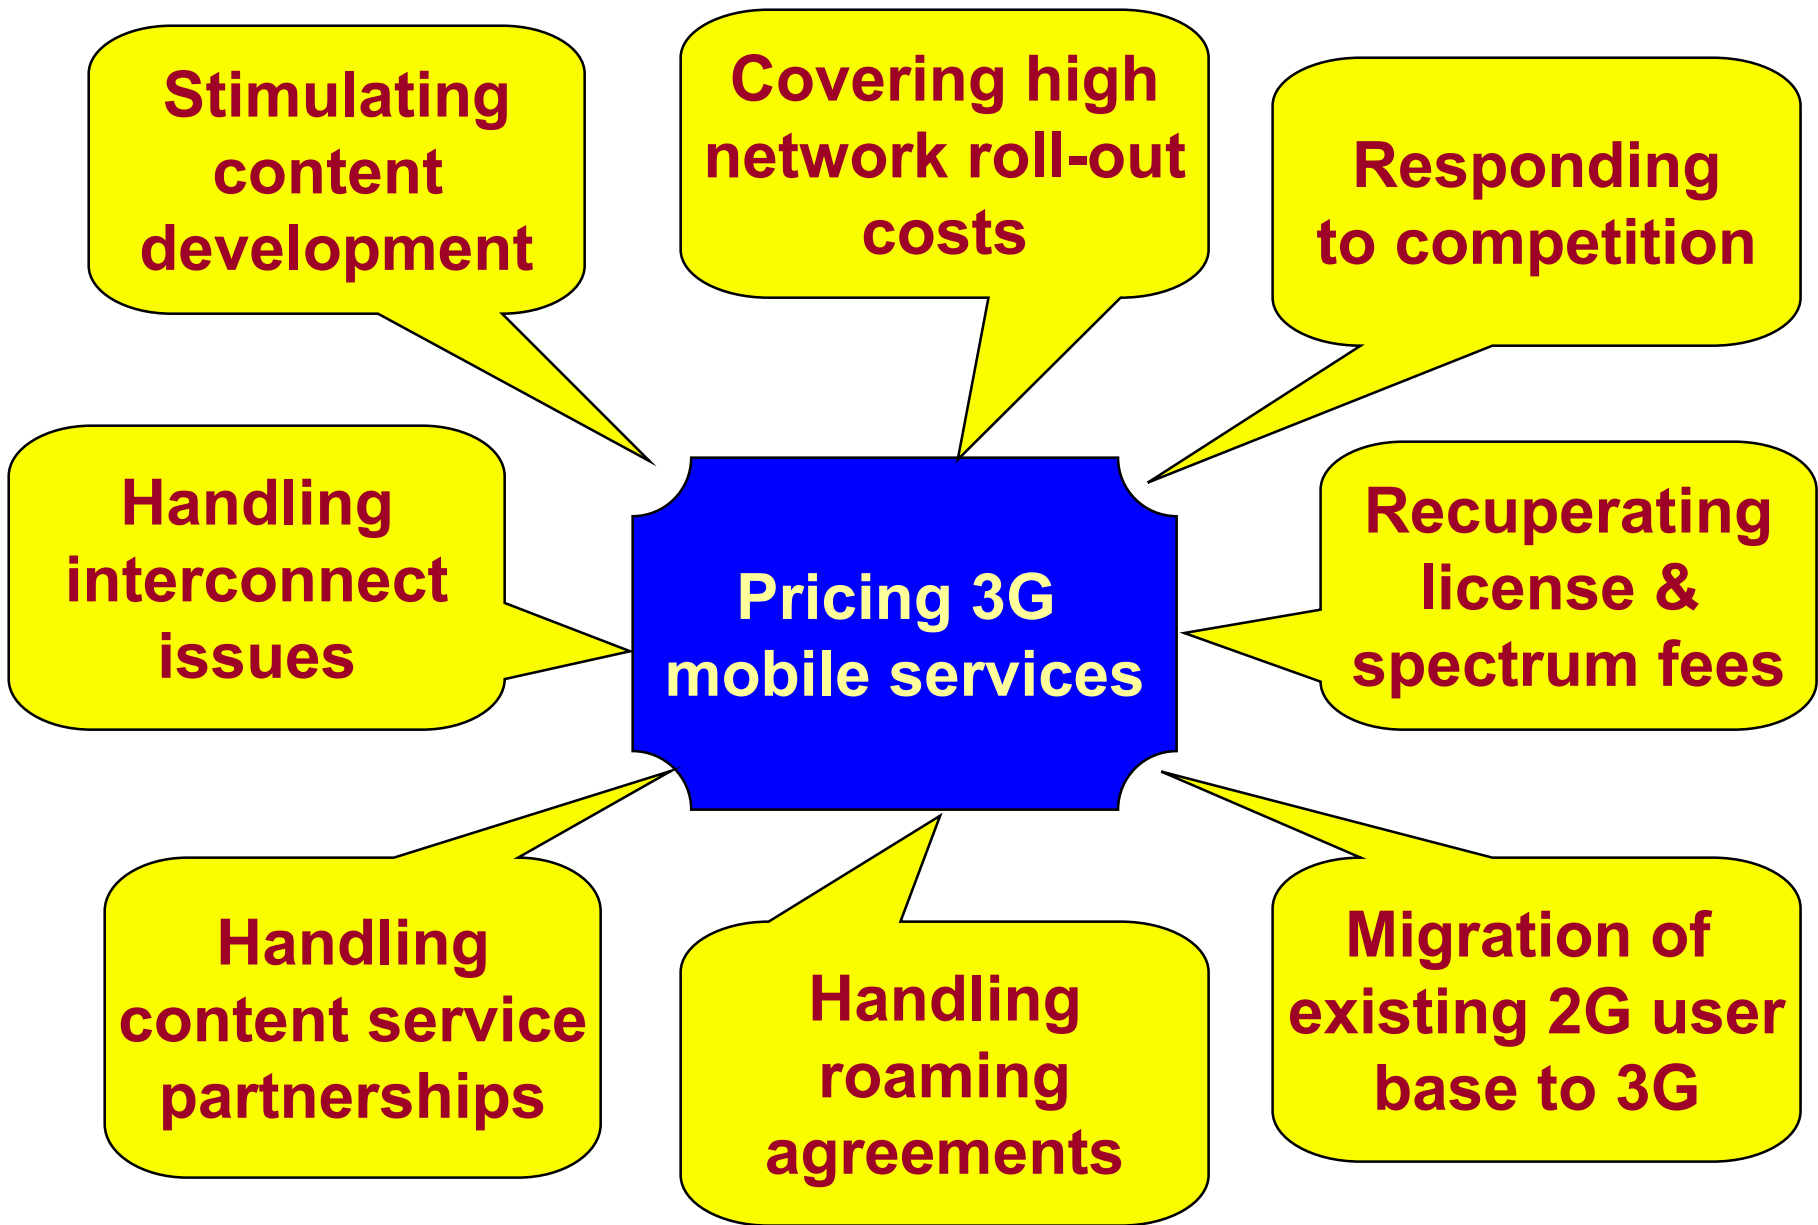 Stimulating
content
development
Covering high
network roll-out
costs
Responding
to competition
Handling
interconnect
issues
Pricing 3G
mobile services
Recuperating
license &
spectrum fees
Handling
content service
partnerships
Handling
roaming
agreements
Migration of
existing 2G user
base to 3G